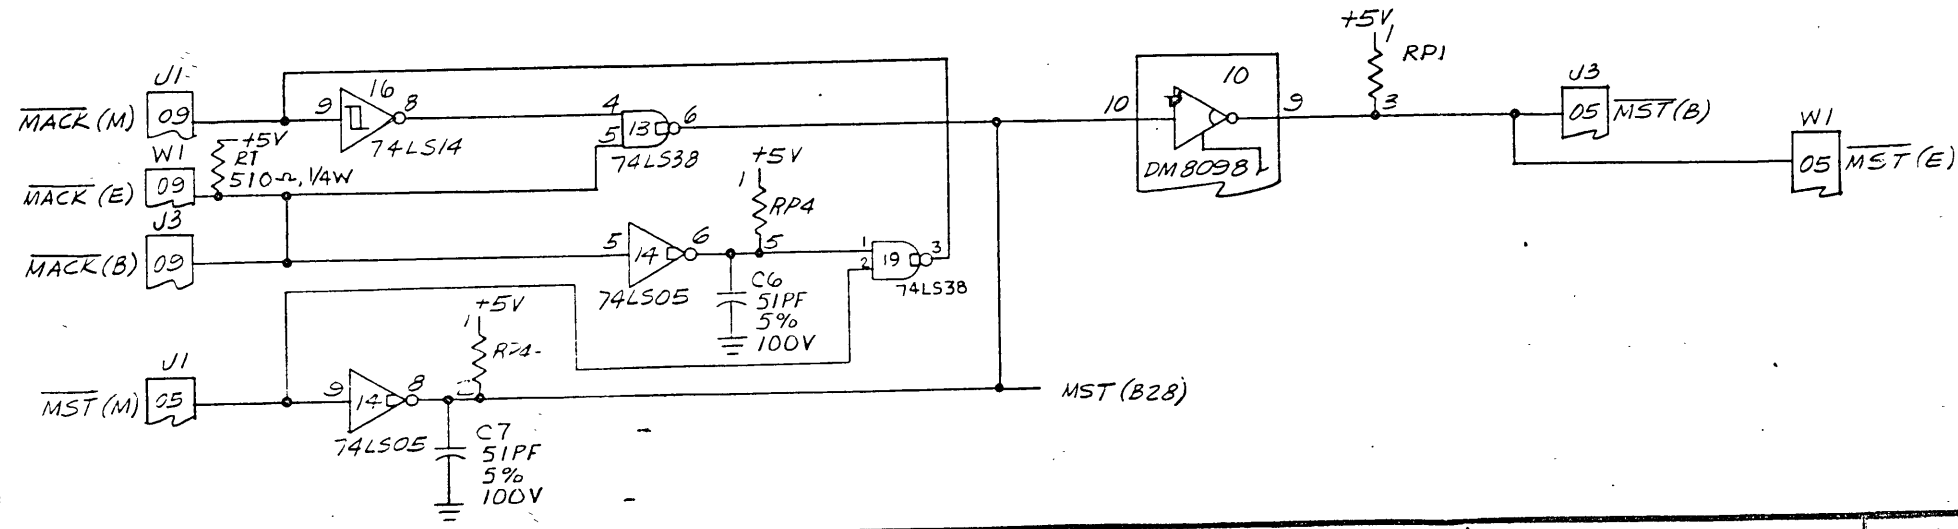 J1
MACK (M) 09
+5V
RT
510Ω, 1/4W
W1
MACK (E) 09
J3
MACK (B) 09
J1
MST (M) 05
9 16 8
74LS14
4
5 13 6
74LS38
+5V
1
RP4
5
5 14 6
74LS05
C6
51PF
5%
100V
1
2 19 3
74LS38
+5V
1
9 14 8
74LS05
C7
51PF
5%
100V
MST (B28)
10 10 9
DM8098
+5V
1
RP1
3
J3
05 MST (B)
W1
05 MST (E)